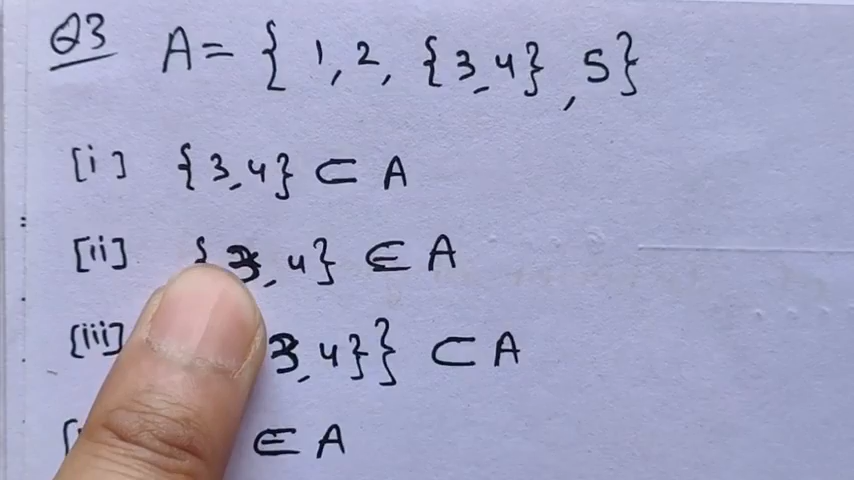 Q3 A = { 1, 2, {3, 4}, 5}
[i] {3, 4} ⊂ A
[ii] {3, 4} ∈ A
[iii] 3, 4}} ⊂ A
∈ A